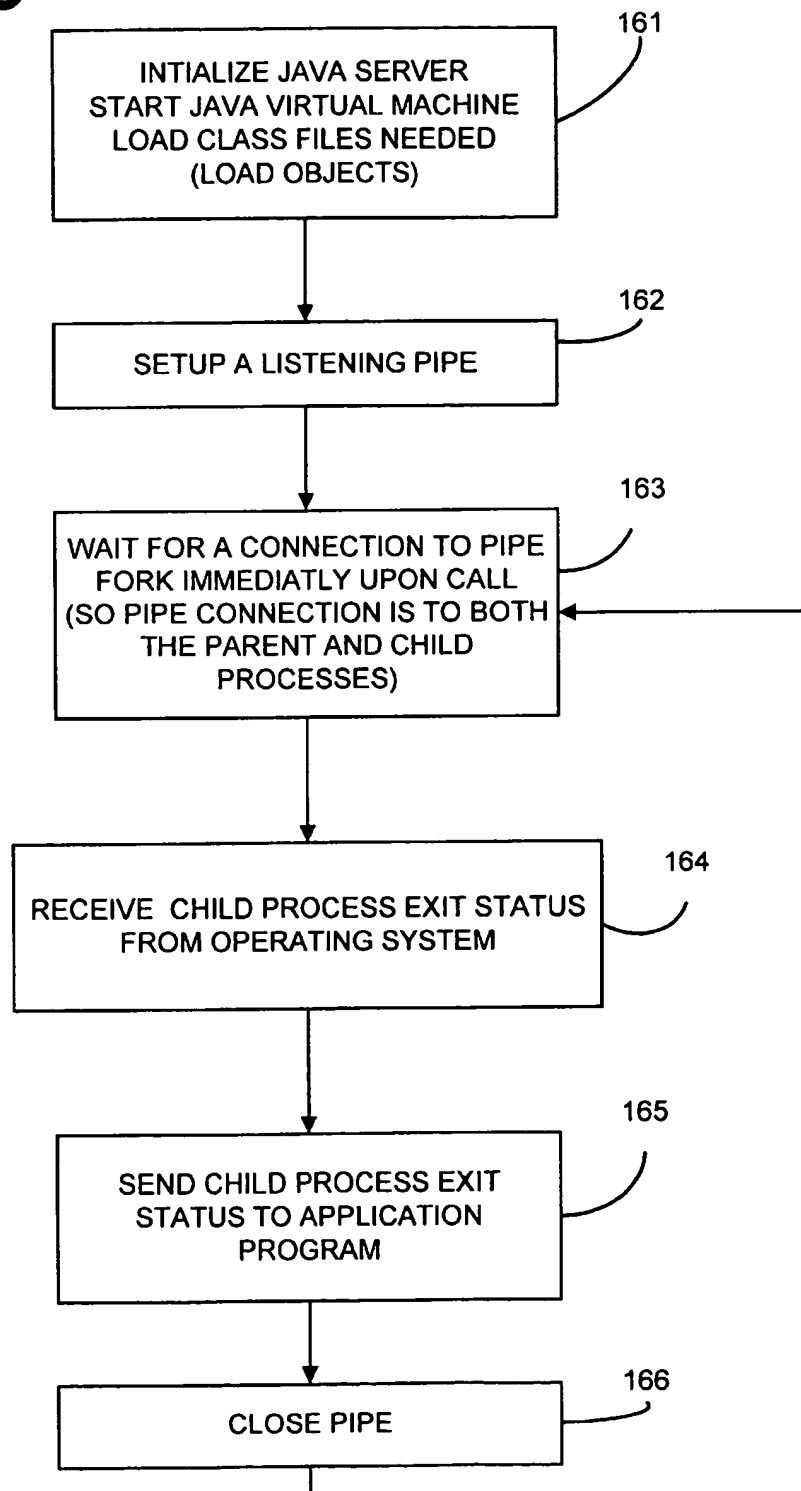 161
INTIALIZE JAVA SERVER
START JAVA VIRTUAL MACHINE
LOAD CLASS FILES NEEDED
(LOAD OBJECTS)
162
SETUP A LISTENING PIPE
163
WAIT FOR A CONNECTION TO PIPE
FORK IMMEDIATLY UPON CALL
(SO PIPE CONNECTION IS TO BOTH
THE PARENT AND CHILD
PROCESSES)
164
RECEIVE CHILD PROCESS EXIT STATUS
FROM OPERATING SYSTEM
165
SEND CHILD PROCESS EXIT
STATUS TO APPLICATION
PROGRAM
166
CLOSE PIPE